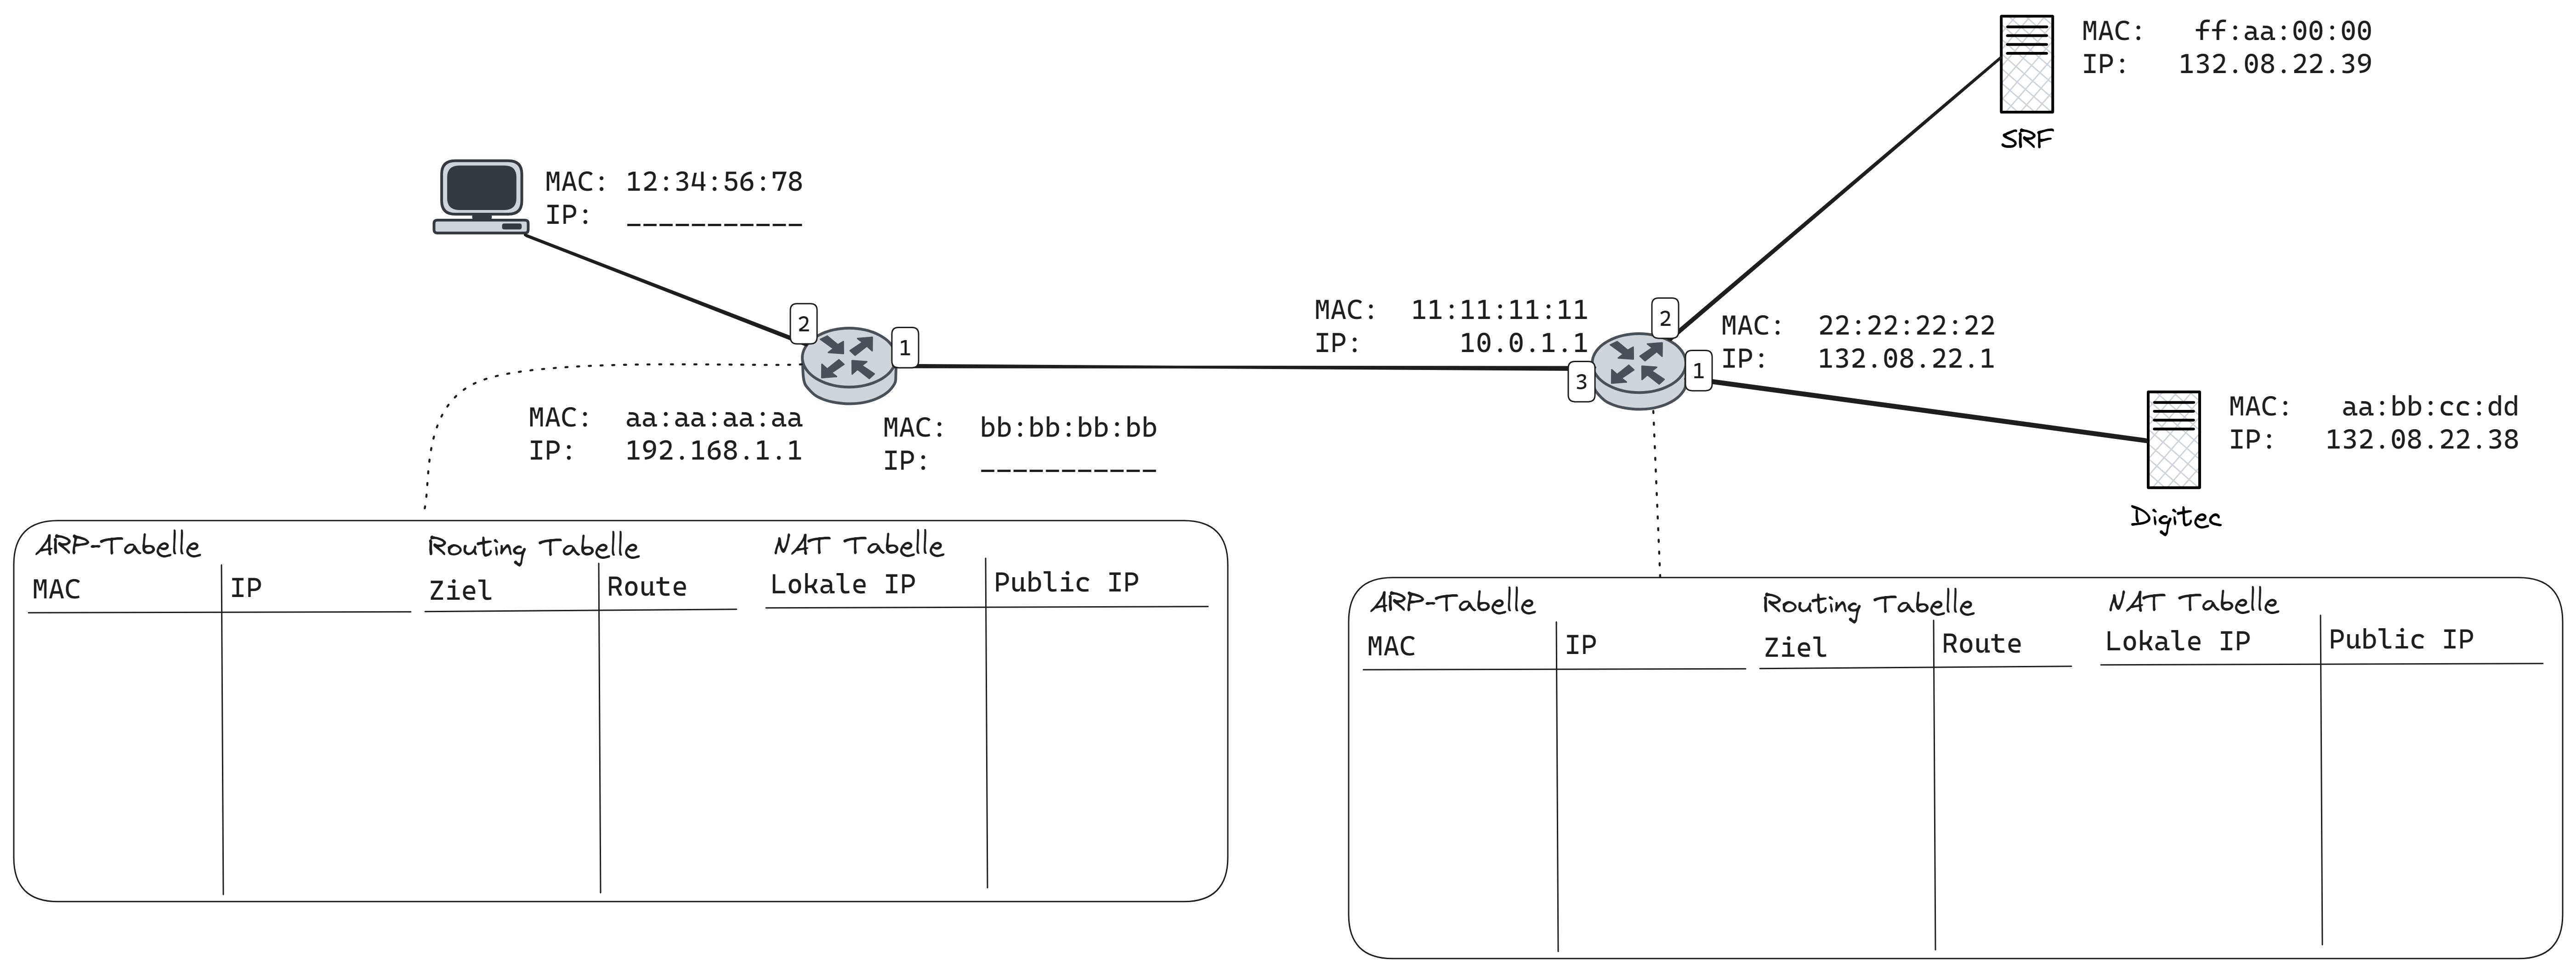 MAC: ff:aa:00:00
IP: 132.08.22.39
SRF
MAC: 12:34:56:78
IP: ___________
2
1
MAC: aa:aa:aa:aa
IP: 192.168.1.1
MAC: bb:bb:bb:bb
IP: ___________
MAC: 11:11:11:11
IP: 10.0.1.1
2
3
1
MAC: 22:22:22:22
IP: 132.08.22.1
MAC: aa:bb:cc:dd
IP: 132.08.22.38
Digitec
ARP-Tabelle
MAC IP
Routing Tabelle
Ziel Route
NAT Tabelle
Lokale IP Public IP
ARP-Tabelle
MAC IP
Routing Tabelle
Ziel Route
NAT Tabelle
Lokale IP Public IP